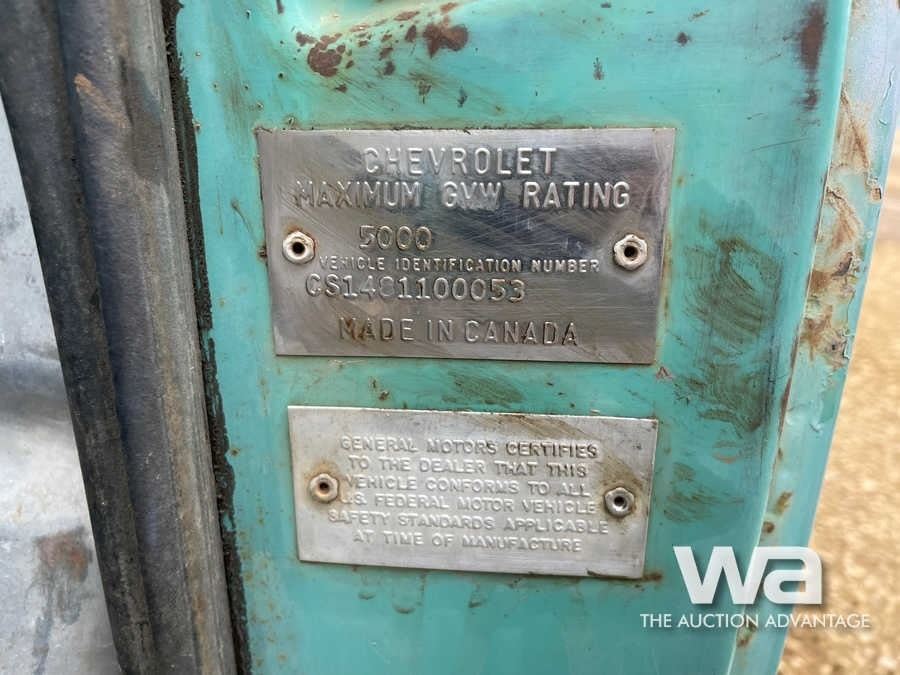 CHEVROLET
MAXIMUM GVW RATING
5000
VEHICLE IDENTIFICATION NUMBER
CS1481100053
MADE IN CANADA
GENERAL MOTORS CERTIFIES
TO THE DEALER THAT THIS
VEHICLE CONFORMS TO ALL
U.S. FEDERAL MOTOR VEHICLE
SAFETY STANDARDS APPLICABLE
AT TIME OF MANUFACTURE
wa
THE AUCTION ADVANTAGE